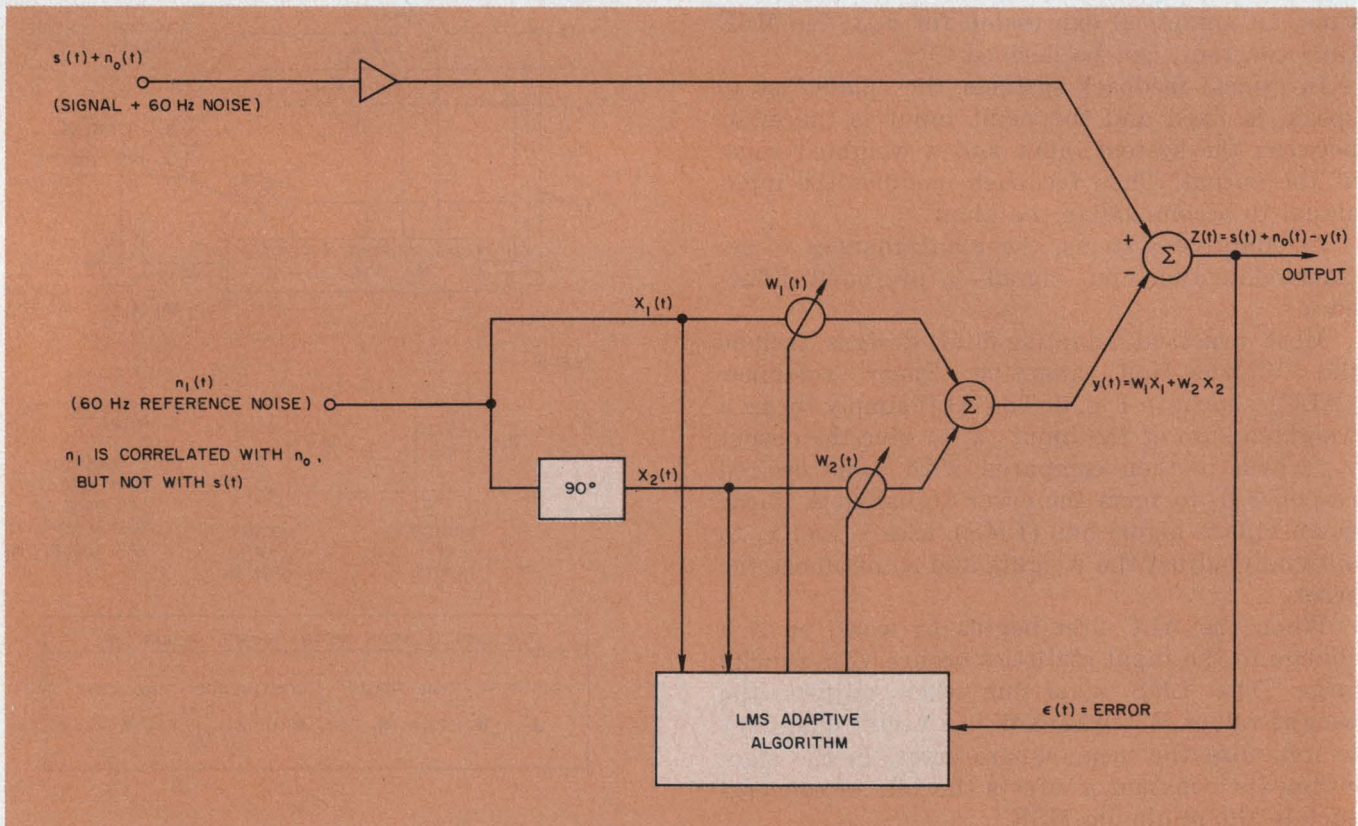 s(t)+n₀(t)
(SIGNAL + 60 Hz NOISE)
+
Σ
Z(t)=s(t)+n₀(t)-y(t)
-
OUTPUT
W₁(t)
X₁(t)
n₁(t)
(60 Hz REFERENCE NOISE)
Σ
y(t)=W₁X₁+W₂X₂
n₁ IS CORRELATED WITH n₀,
BUT NOT WITH s(t)
90°
X₂(t)
W₂(t)
LMS ADAPTIVE
ALGORITHM
ϵ(t) = ERROR